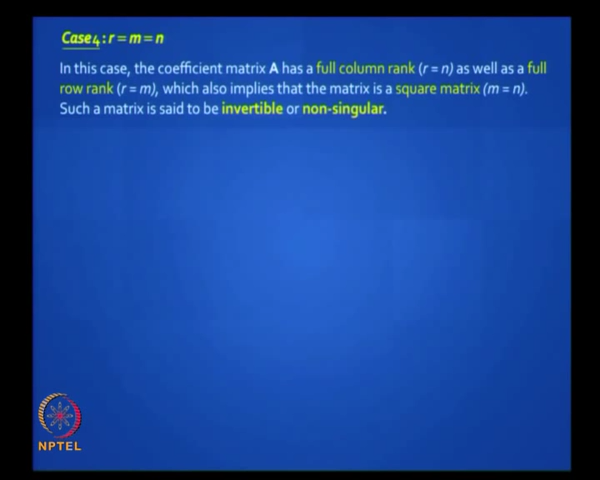 Case 4 : r = m = n
In this case, the coefficient matrix A has a full column rank (r = n) as well as a full
row rank (r = m), which also implies that the matrix is a square matrix (m = n).
Such a matrix is said to be invertible or non-singular.
NPTEL